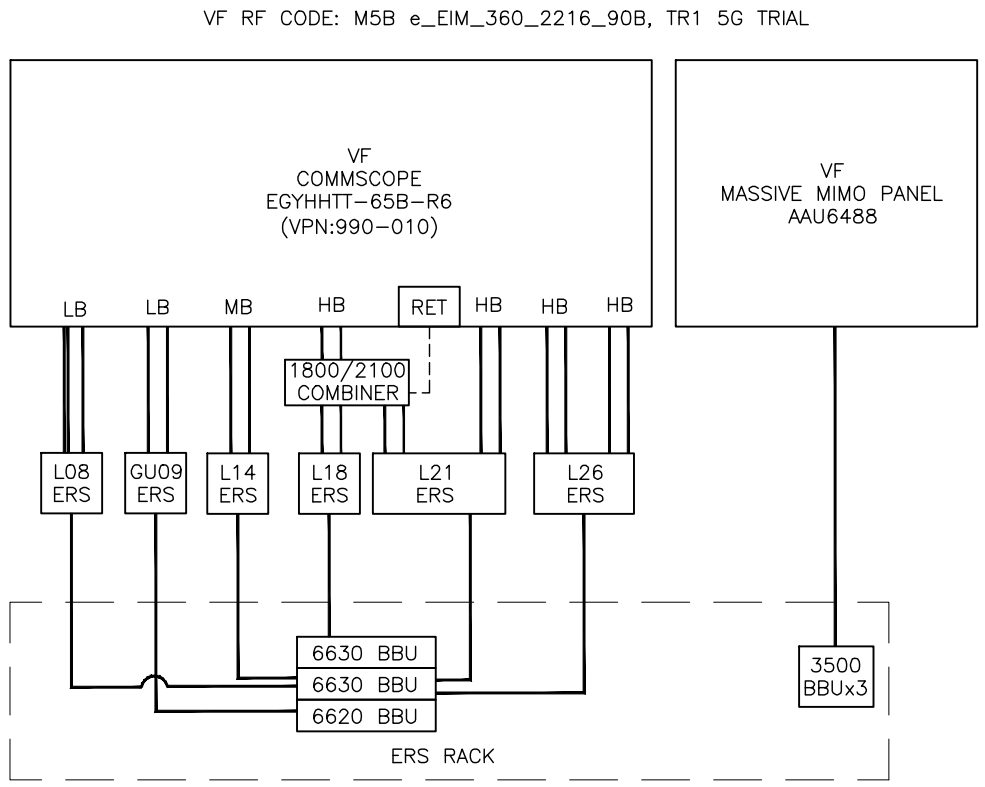 VF RF CODE: M5B e_EIM_360_2216_90B, TR1 5G TRIAL
VF
COMMSCOPE
EGYHHTT-65B-R6
(VPN:990-010)
VF
MASSIVE MIMO PANEL
AAU6488
LB
LB
MB
HB
RET
HB
HB
HB
1800/2100
COMBINER
L08
ERS
GU09
ERS
L14
ERS
L18
ERS
L21
ERS
L26
ERS
6630 BBU
6630 BBU
6620 BBU
3500
BBUx3
ERS RACK